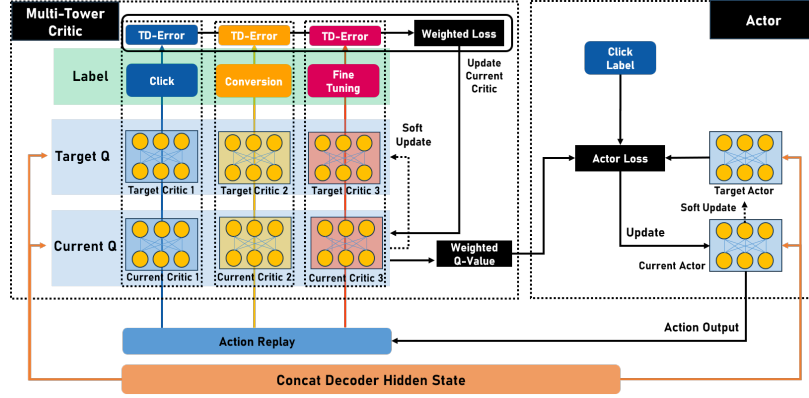 Multi-Tower
Critic
TD-Error
TD-Error
TD-Error
Weighted Loss
Actor
Label
Click
Conversion
Fine
Tuning
Update
Current
Critic
Click
Label
Target Q
Target Critic 1
Target Critic 2
Target Critic 3
Soft
Update
Actor Loss
Target Actor
Soft Update
Current Q
Current Critic 1
Current Critic 2
Current Critic 3
Weighted
Q-Value
Update
Current Actor
Action Replay
Action Output
Concat Decoder Hidden State